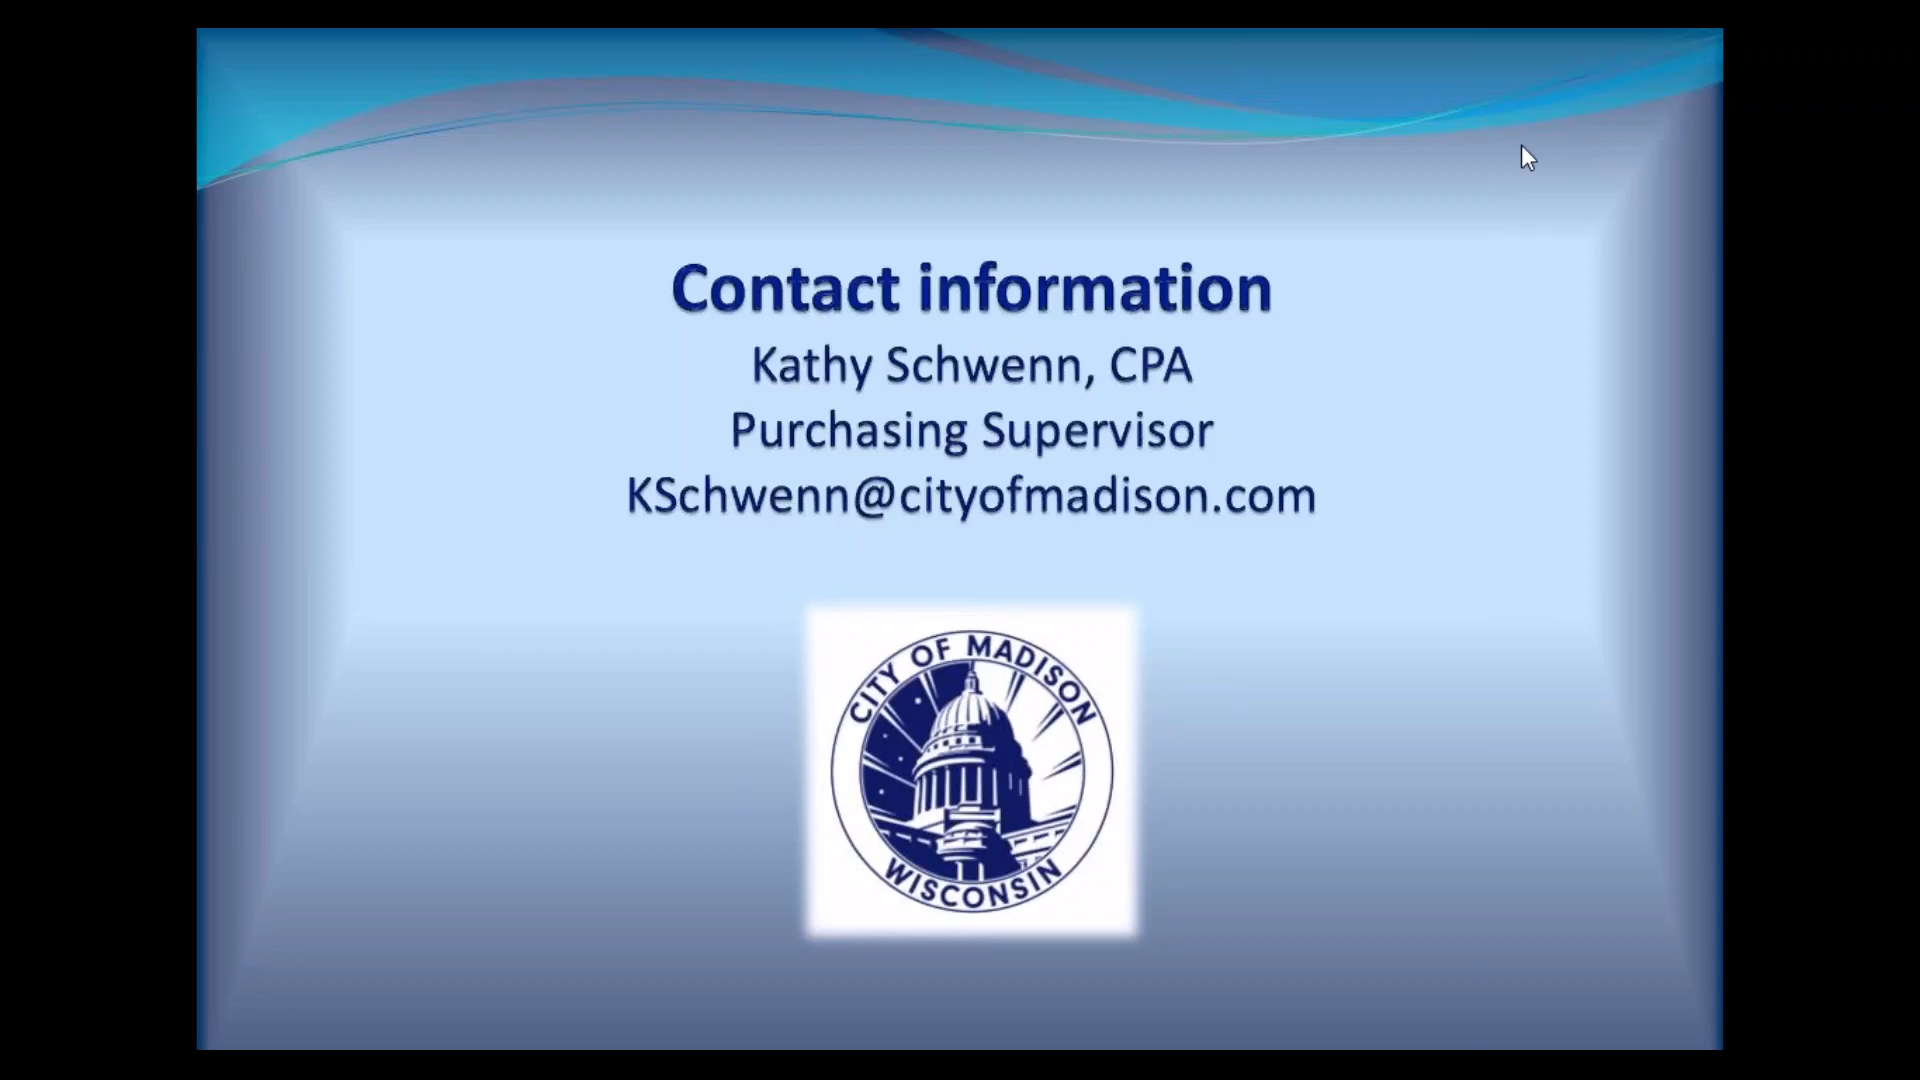 Contact information
Kathy Schwenn, CPA
Purchasing Supervisor
KSchwenn@cityofmadison.com
CITY OF MADISON
WISCONSIN